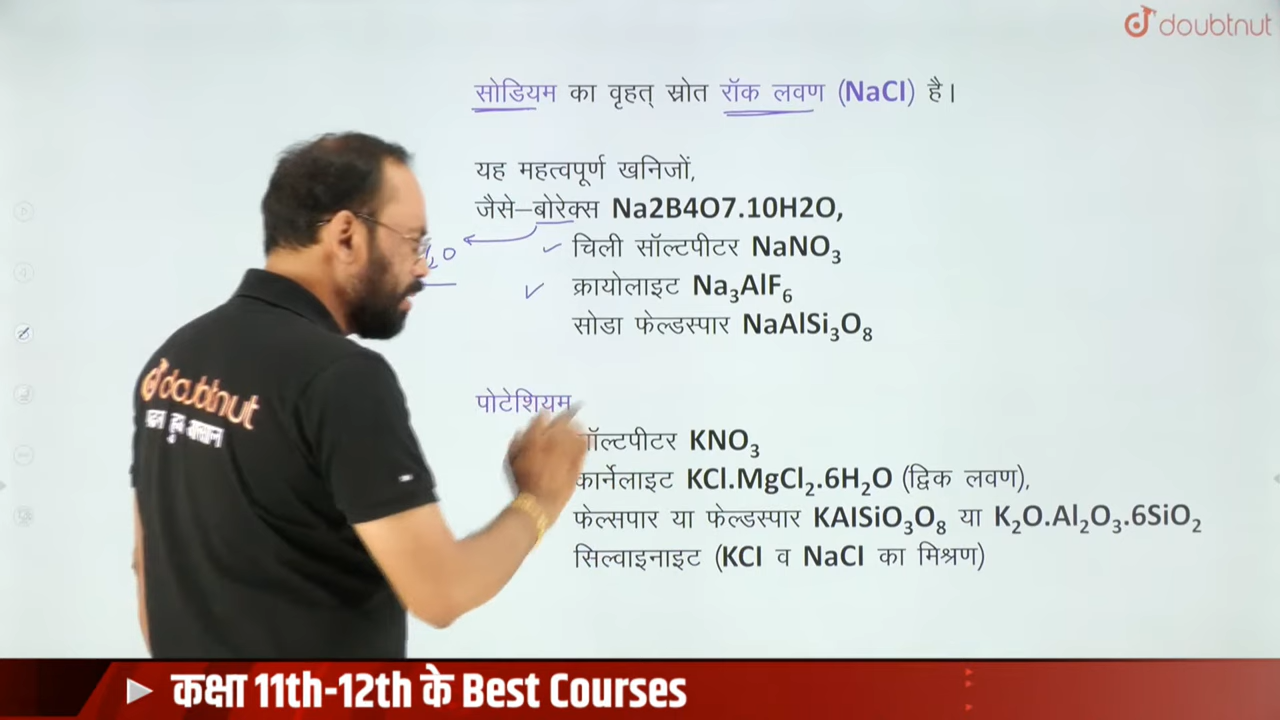 doubtnut
सोडियम का वृहत् स्रोत रॉक लवण (NaCl) है।
यह महत्वपूर्ण खनिजों,
जैसे–बोरेक्स Na2B4O7.10H2O,
चिली सॉल्टपीटर NaNO₃
क्रायोलाइट Na₃AlF₆
सोडा फेल्डस्पार NaAlSi₃O₈
doubtnut
पोटेशियम
सॉल्टपीटर KNO₃
कार्नेलाइट KCl.MgCl₂.6H₂O (द्विक लवण),
फेल्सपार या फेल्डस्पार KAlSiO₃O₈ या K₂O.Al₂O₃.6SiO₂
सिल्वाइनाइट (KCl व NaCl का मिश्रण)
कक्षा 11th-12th के Best Courses